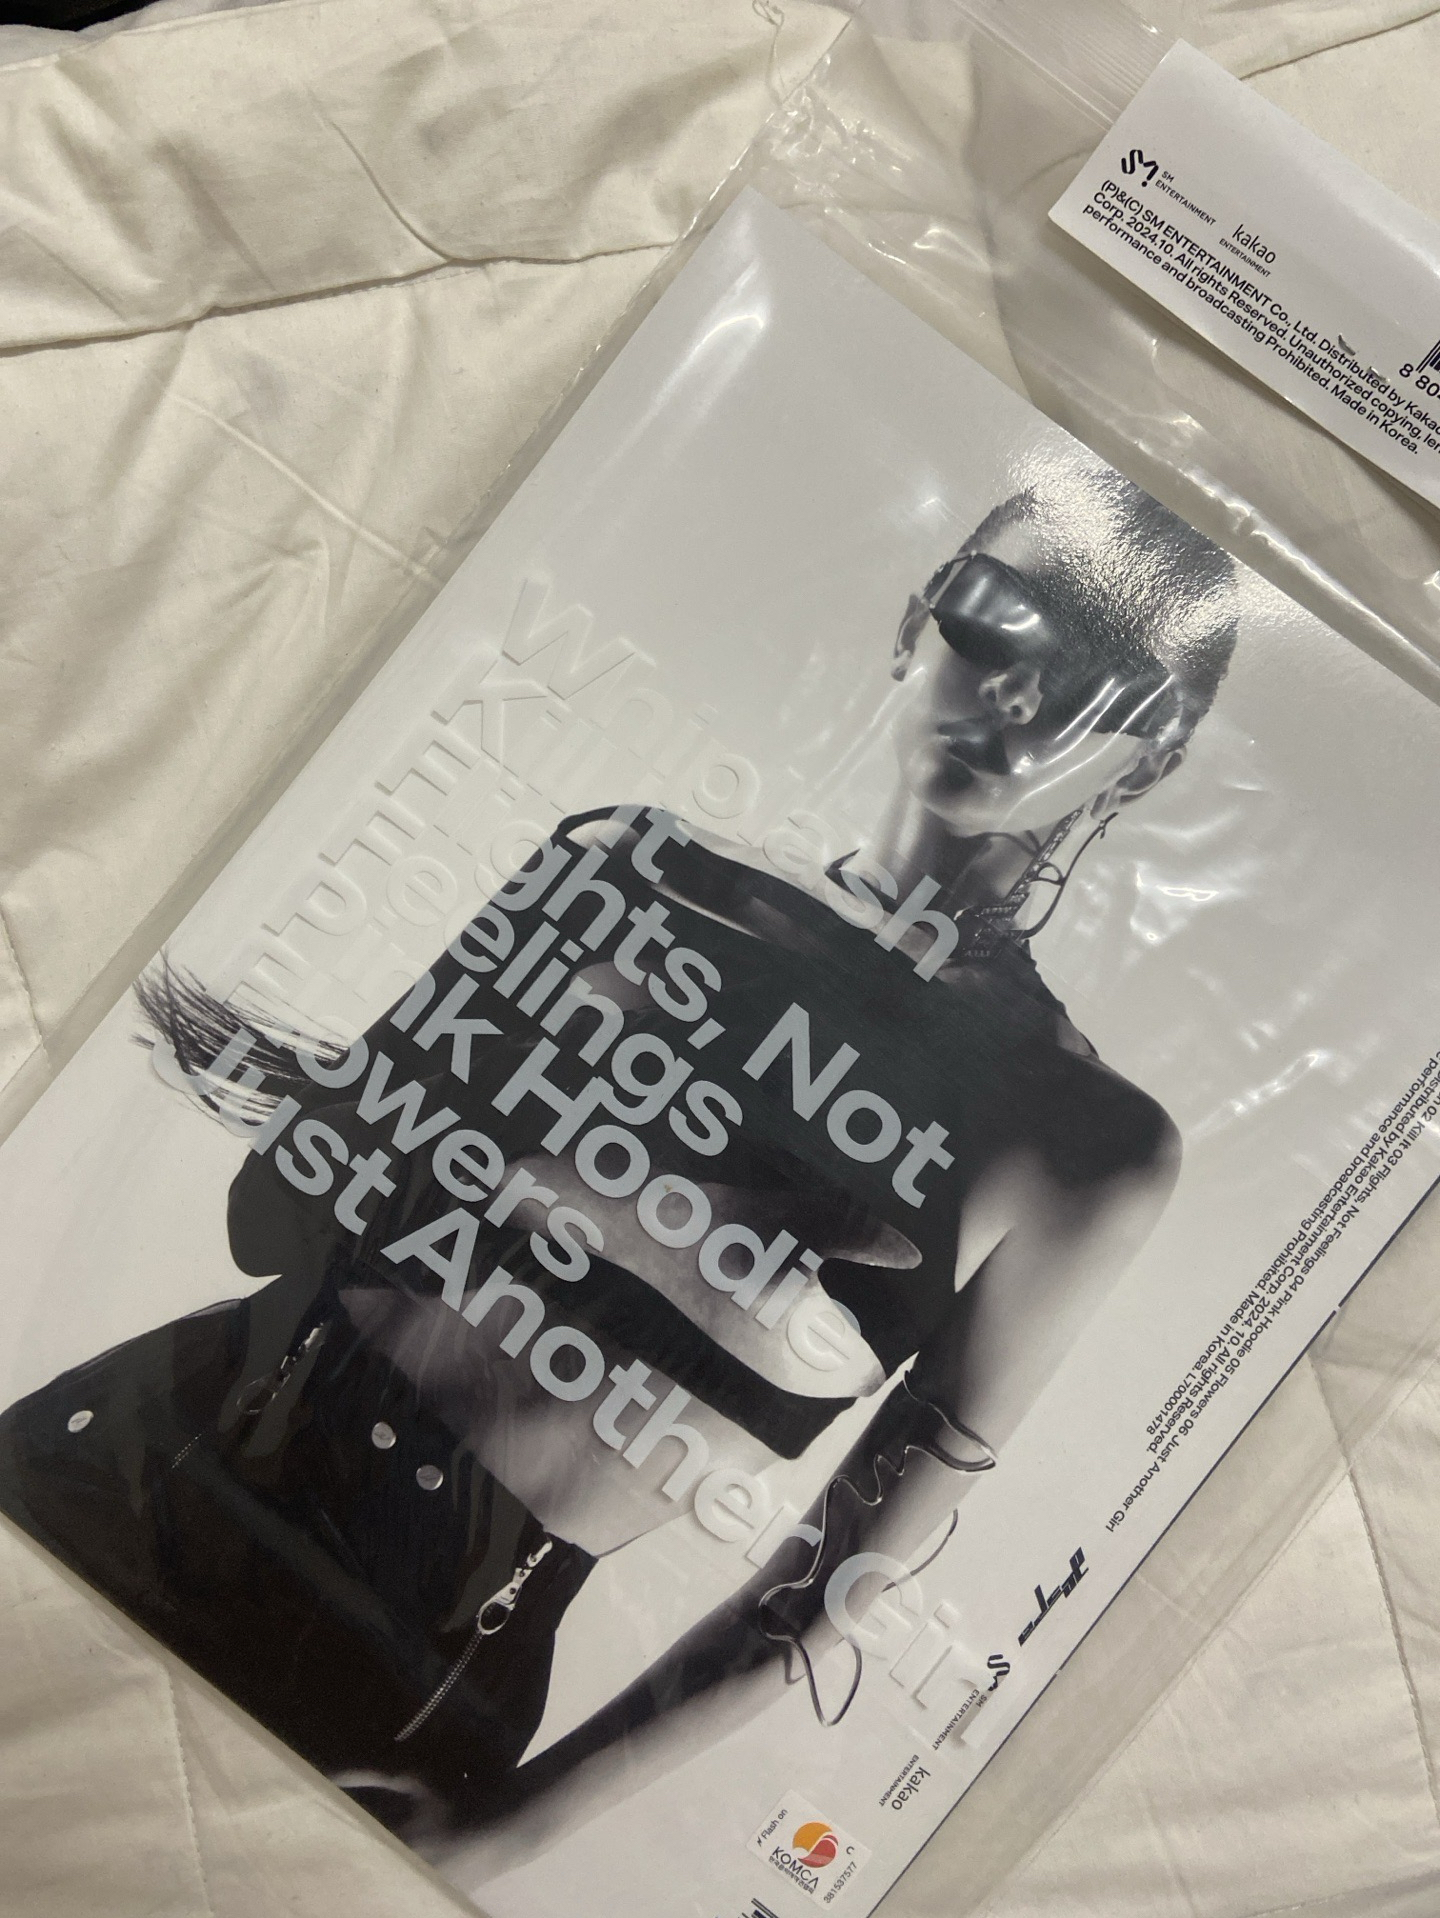 SM
ENTERTAINMENT
kakao
ENTERTAINMENT
(P)&(C) SM ENTERTAINMENT Co., Ltd. Distributed by Kakao
Corp. 2024.10. All rights Reserved. Unauthorized copying,
performance and broadcasting Prohibited. Made in Korea.
Whiplash
Kill It
Flights, Not
Feelings
Pink Hoodie
Flowers
Just Another Girl
02 Kill It 03 Flights, Not Feelings 04 Pink Hoodie 05 Flowers 06 Just Another Girl
Distributed by Kakao Entertainment Corp. 2024. 10. All rights Reserved.
performance and broadcasting Prohibited. Made in Korea. L700001478
SM
ENTERTAINMENT
kakao
ENTERTAINMENT
Flash on
KOMCA
C
381537577